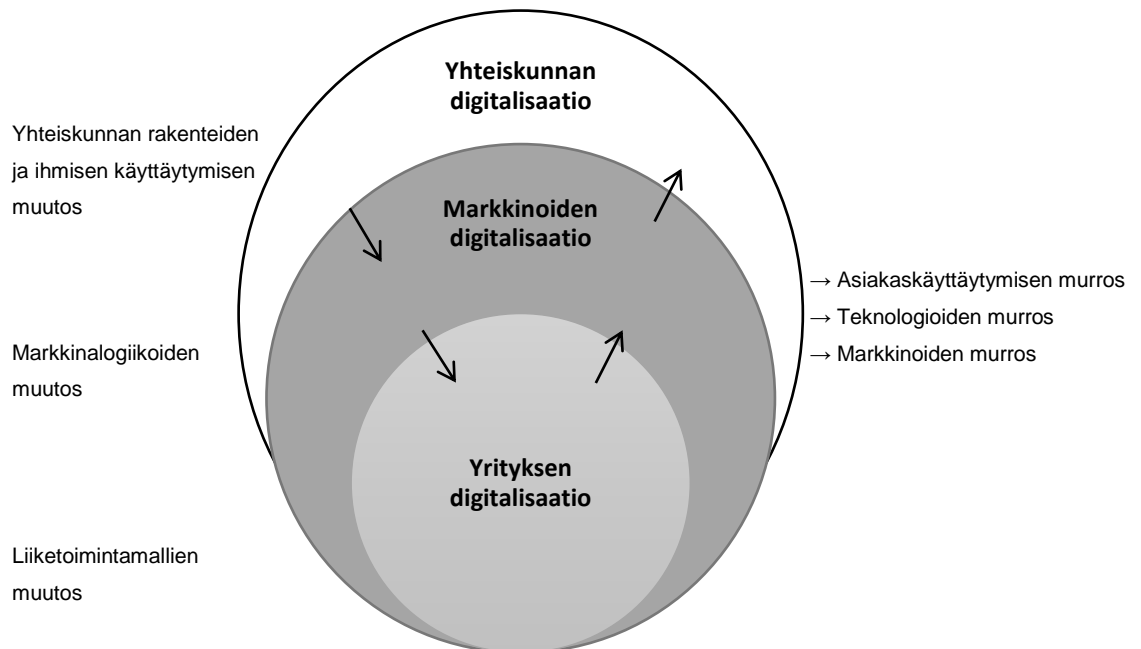 Yhteiskunnan
digitalisaatio
Yhteiskunnan rakenteiden
ja ihmisen käyttäytymisen
muutos
Markkinoiden
digitalisaatio
→ Asiakaskäyttäytymisen murros
→ Teknologioiden murros
→ Markkinoiden murros
Markkinalogiikoiden
muutos
Yrityksen
digitalisaatio
Liiketoimintamallien
muutos